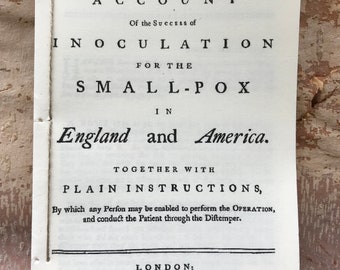 ACCOUNT
Of the SUCCESS of
INOCULATION
FOR THE
SMALL-POX
IN
England and America.
TOGETHER WITH
PLAIN INSTRUCTIONS,
By which any Person may be enabled to perform the OPERATION,
and conduct the Patient through the Distemper.
LONDON: